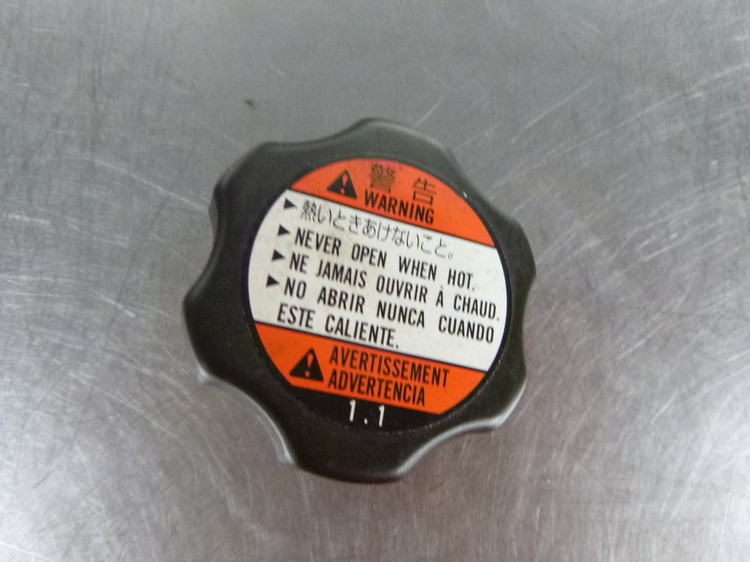 警告
WARNING
熱いときあけないこと。
NEVER OPEN WHEN HOT.
NE JAMAIS OUVRIR À CHAUD.
NO ABRIR NUNCA CUANDO
ESTE CALIENTE.
AVERTISSEMENT
ADVERTENCIA
1.1